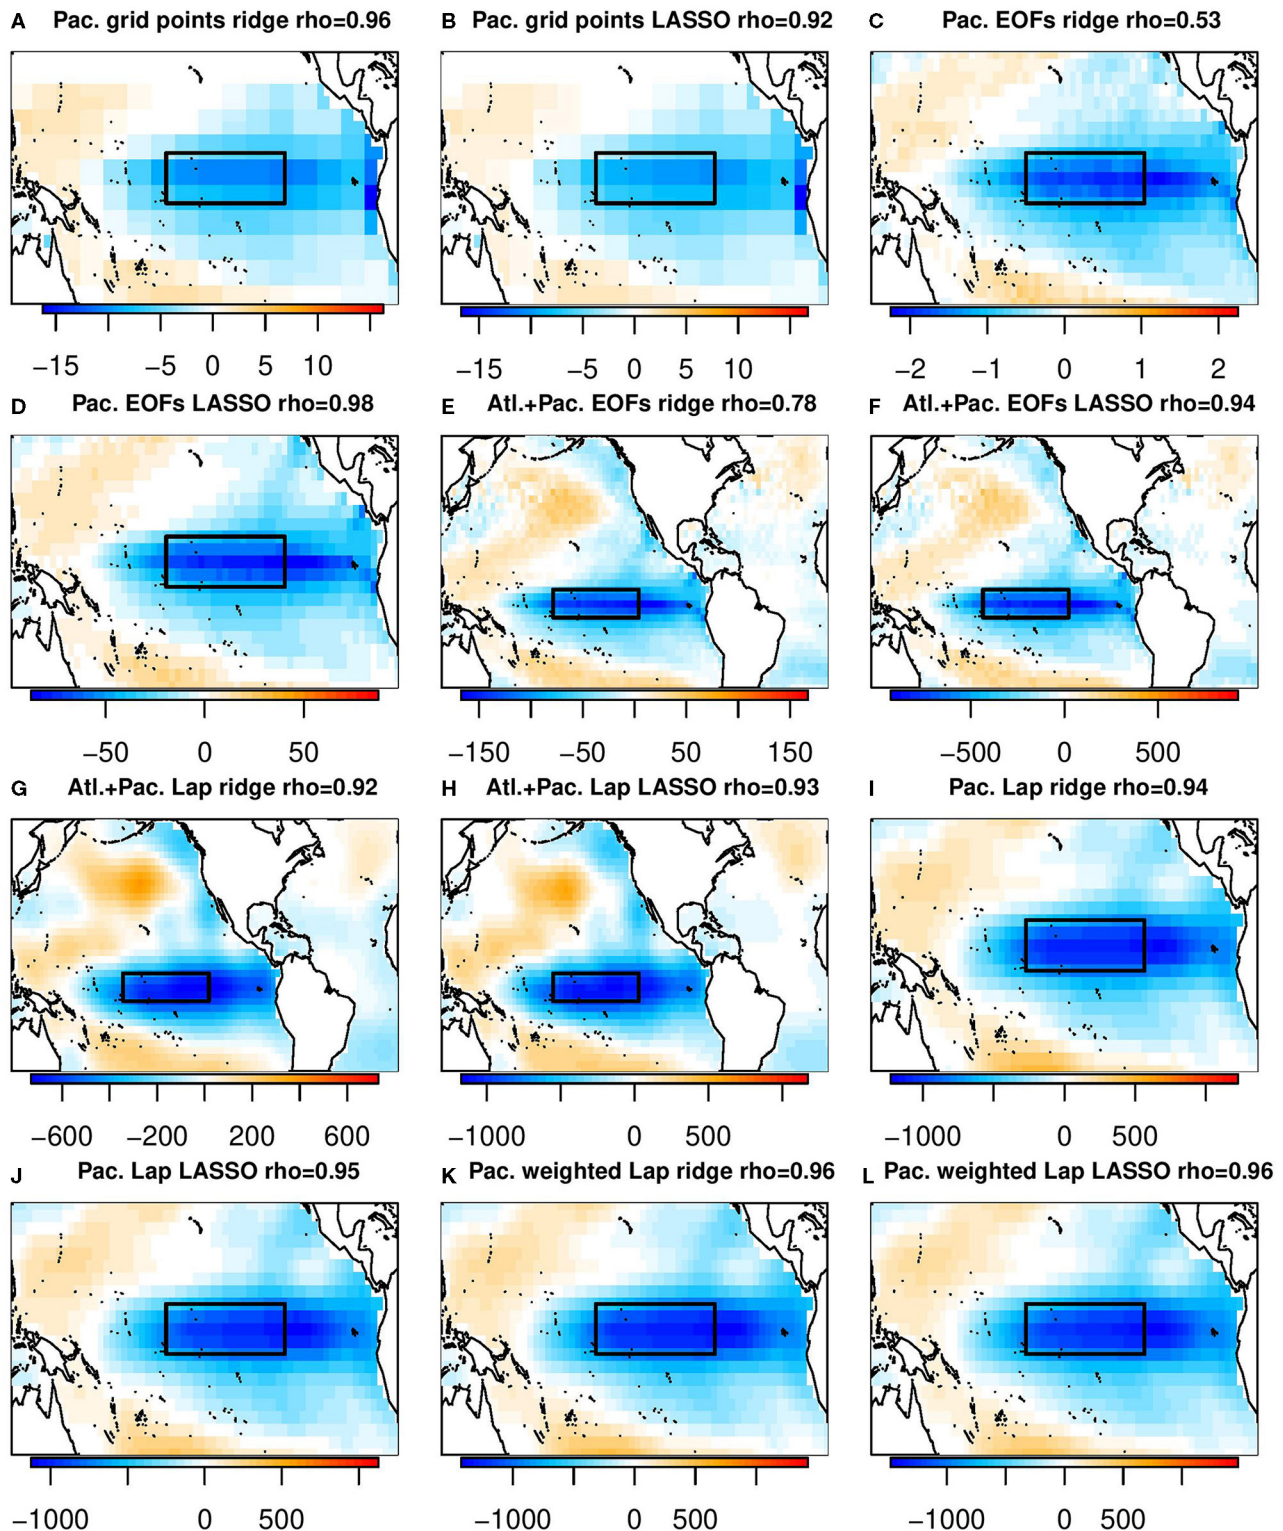 A Pac. grid points ridge rho=0.96
B Pac. grid points LASSO rho=0.92
C Pac. EOFs ridge rho=0.53
−15 −5 0 5 10
−15 −5 0 5 10
−2 −1 0 1 2
D Pac. EOFs LASSO rho=0.98
E Atl.+Pac. EOFs ridge rho=0.78
F Atl.+Pac. EOFs LASSO rho=0.94
−50 0 50
−150 −50 50 150
−500 0 500
G Atl.+Pac. Lap ridge rho=0.92
H Atl.+Pac. Lap LASSO rho=0.93
I Pac. Lap ridge rho=0.94
−600 −200 200 600
−1000 0 500
−1000 0 500
J Pac. Lap LASSO rho=0.95
K Pac. weighted Lap ridge rho=0.96
L Pac. weighted Lap LASSO rho=0.96
−1000 0 500
−1000 0 500
−1000 0 500